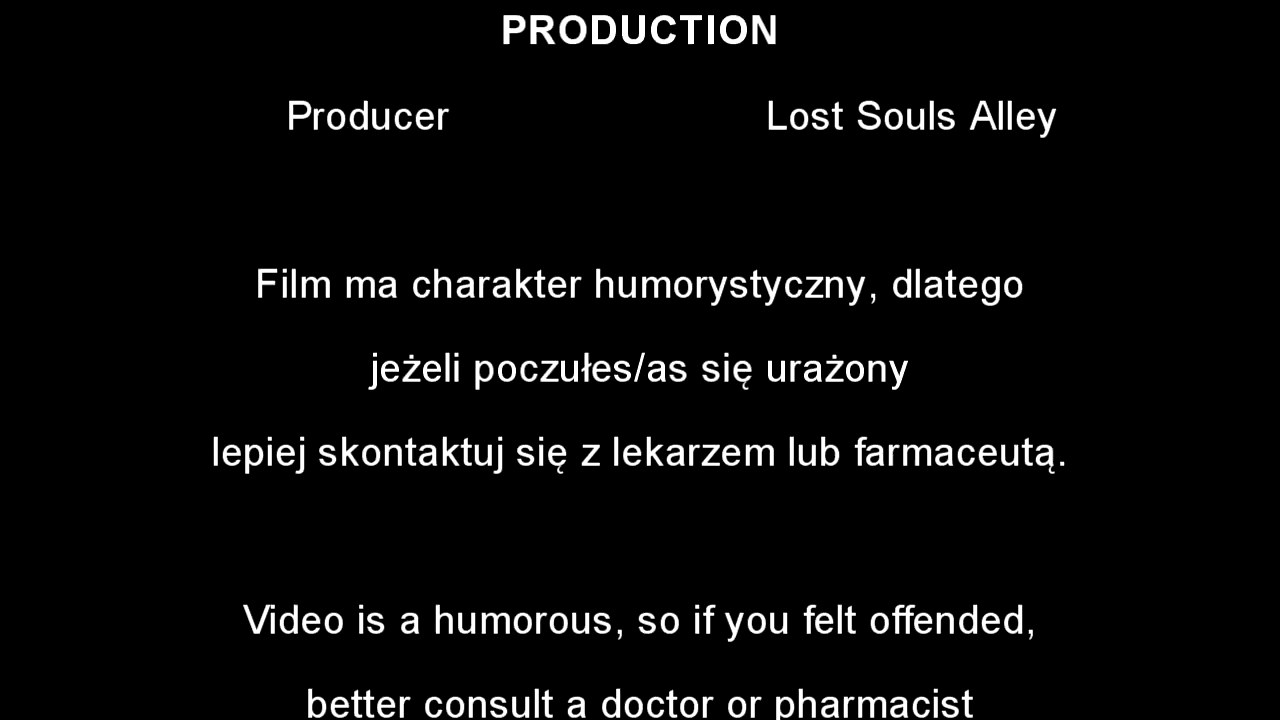 PRODUCTION
Producer Lost Souls Alley
Film ma charakter humorystyczny, dlatego
jeżeli poczułes/as się urażony
lepiej skontaktuj się z lekarzem lub farmaceutą.
Video is a humorous, so if you felt offended,
better consult a doctor or pharmacist